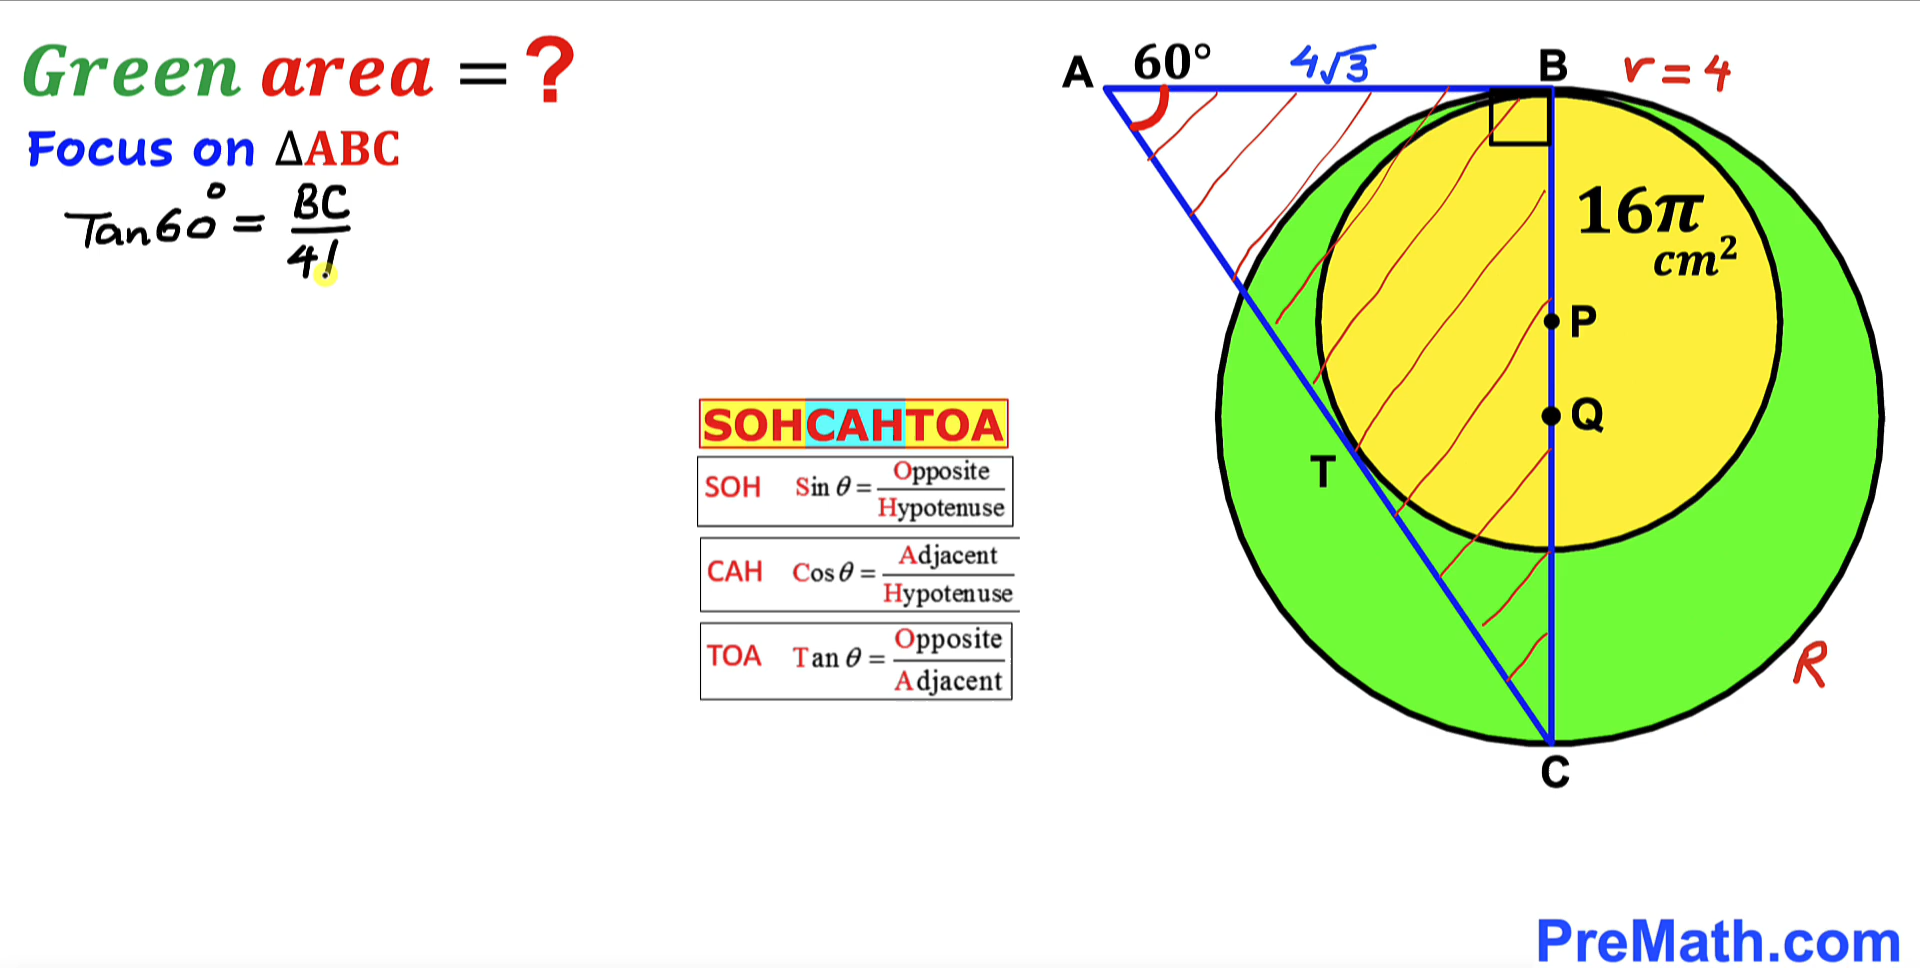 Green area = ?
Focus on ΔABC
Tan60° = BC
4
A 60° 4√3 B r = 4
16π
cm²
P
Q
T
R
C
SOHCAHTOA
SOH Sin θ = Opposite
Hypotenuse
CAH Cos θ = Adjacent
Hypotenuse
TOA Tan θ = Opposite
Adjacent
PreMath.com